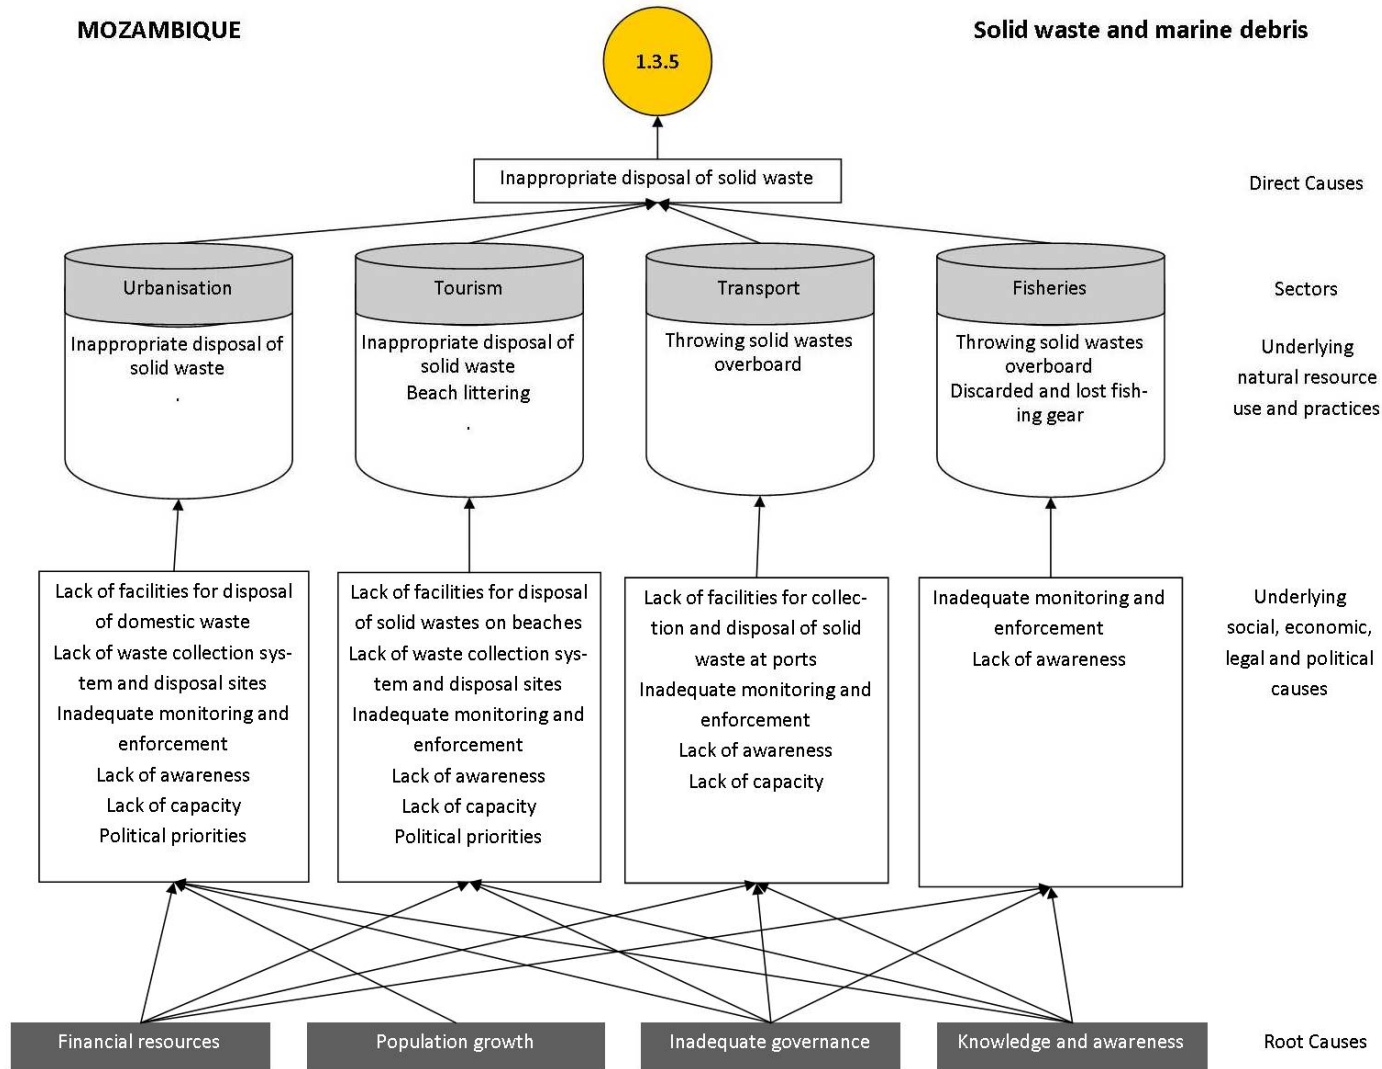 MOZAMBIQUE
Solid waste and marine debris
1.3.5
Inappropriate disposal of solid waste
Direct Causes
Urbanisation
Tourism
Transport
Fisheries
Sectors
Inappropriate disposal of
solid waste
.
Inappropriate disposal of
solid waste
Beach littering
.
Throwing solid wastes
overboard
Throwing solid wastes
overboard
Discarded and lost fish-
ing gear
Underlying
natural resource
use and practices
Lack of facilities for disposal
of domestic waste
Lack of waste collection sys-
tem and disposal sites
Inadequate monitoring and
enforcement
Lack of awareness
Lack of capacity
Political priorities
Lack of facilities for disposal
of solid wastes on beaches
Lack of waste collection sys-
tem and disposal sites
Inadequate monitoring and
enforcement
Lack of awareness
Lack of capacity
Political priorities
Lack of facilities for collec-
tion and disposal of solid
waste at ports
Inadequate monitoring and
enforcement
Lack of awareness
Lack of capacity
Inadequate monitoring and
enforcement
Lack of awareness
Underlying
social, economic,
legal and political
causes
Financial resources
Population growth
Inadequate governance
Knowledge and awareness
Root Causes